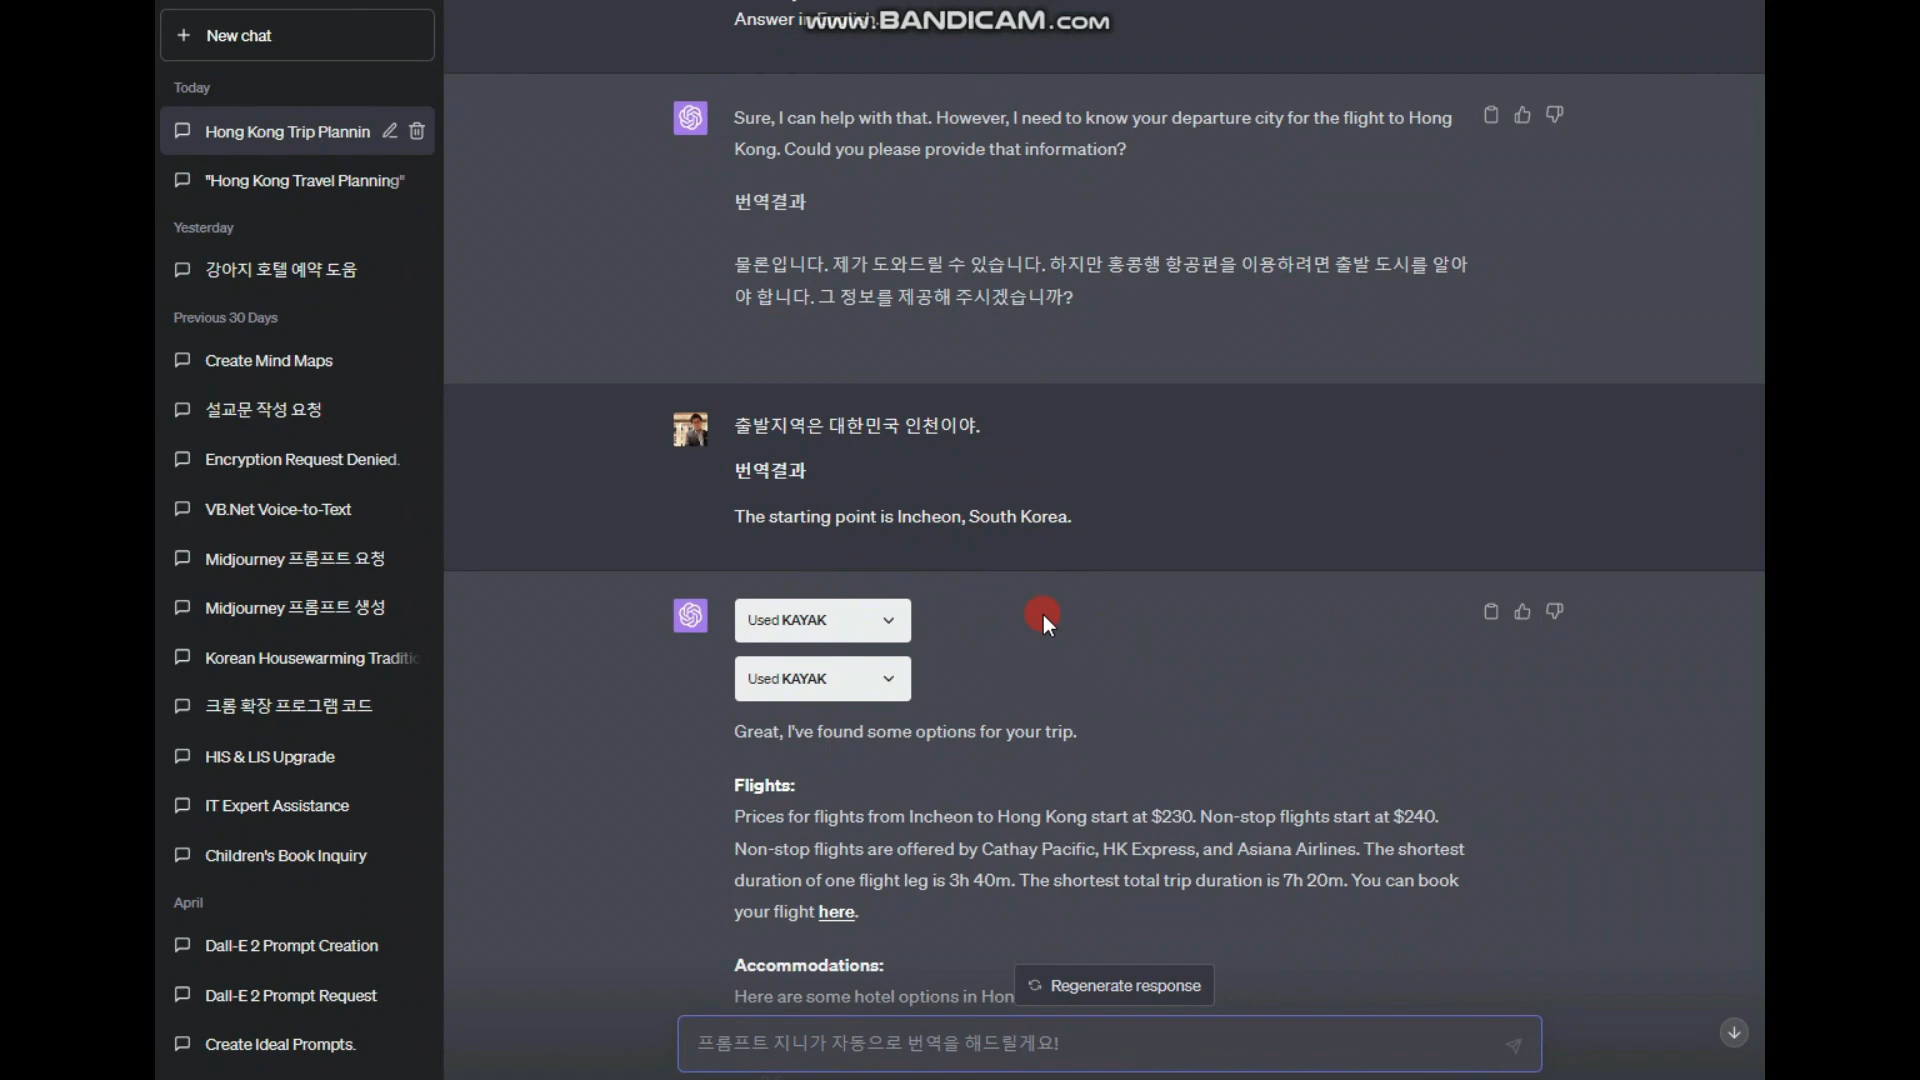 New chat
Today
Hong Kong Trip Plannin
"Hong Kong Travel Planning"
Yesterday
강아지 호텔 예약 도움
Previous 30 Days
Create Mind Maps
설교문 작성 요청
Encryption Request Denied.
VB.Net Voice-to-Text
Midjourney 프롬프트 요청
Midjourney 프롬프트 생성
Korean Housewarming Traditic
크롬 확장 프로그램 코드
HIS & LIS Upgrade
IT Expert Assistance
Children's Book Inquiry
April
Dall-E 2 Prompt Creation
Dall-E 2 Prompt Request
Create Ideal Prompts.
Answer in English.
www.BANDICAM.com
Sure, I can help with that. However, I need to know your departure city for the flight to Hong
Kong. Could you please provide that information?
번역결과
물론입니다. 제가 도와드릴 수 있습니다. 하지만 홍콩행 항공편을 이용하려면 출발 도시를 알아
야 합니다. 그 정보를 제공해 주시겠습니까?
출발지역은 대한민국 인천이야.
번역결과
The starting point is Incheon, South Korea.
Used KAYAK
Used KAYAK
Great, I've found some options for your trip.
Flights:
Prices for flights from Incheon to Hong Kong start at $230. Non-stop flights start at $240.
Non-stop flights are offered by Cathay Pacific, HK Express, and Asiana Airlines. The shortest
duration of one flight leg is 3h 40m. The shortest total trip duration is 7h 20m. You can book
your flight here.
Accommodations:
Here are some hotel options in Hon
Regenerate response
프롬프트 지니가 자동으로 번역을 해드릴게요!